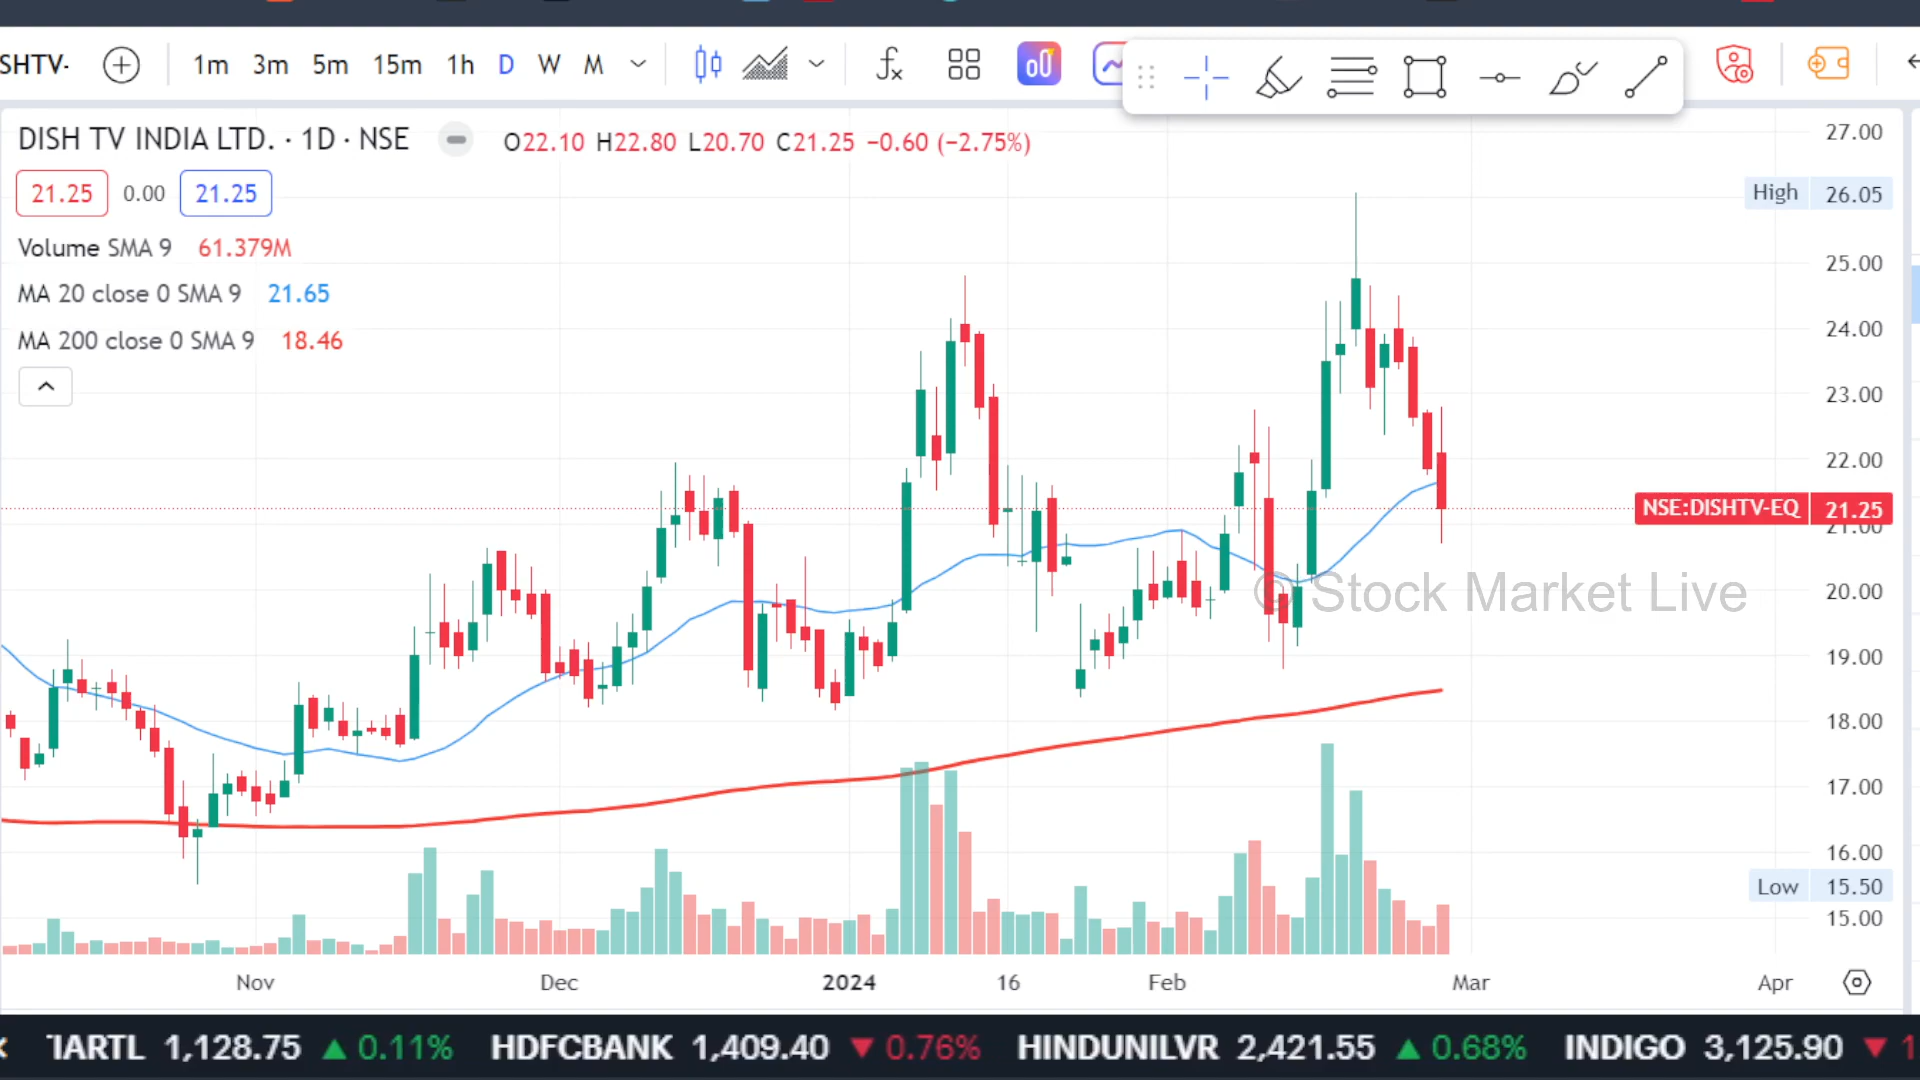 SHTV·
1m 3m 5m 15m 1h D W M
DISH TV INDIA LTD. · 1D · NSE O22.10 H22.80 L20.70 C21.25 −0.60 (−2.75%)
21.25 0.00 21.25
Volume SMA 9 61.379M
MA 20 close 0 SMA 9 21.65
MA 200 close 0 SMA 9 18.46
27.00
High 26.05
25.00
24.00
23.00
22.00
NSE:DISHTV-EQ 21.25
21.00
20.00
© Stock Market Live
19.00
18.00
17.00
16.00
Low 15.50
15.00
Nov Dec 2024 16 Feb Mar Apr
TARTL 1,128.75 ▲ 0.11% HDFCBANK 1,409.40 ▼ 0.76% HINDUNILVR 2,421.55 ▲ 0.68% INDIGO 3,125.90 ▼ 1